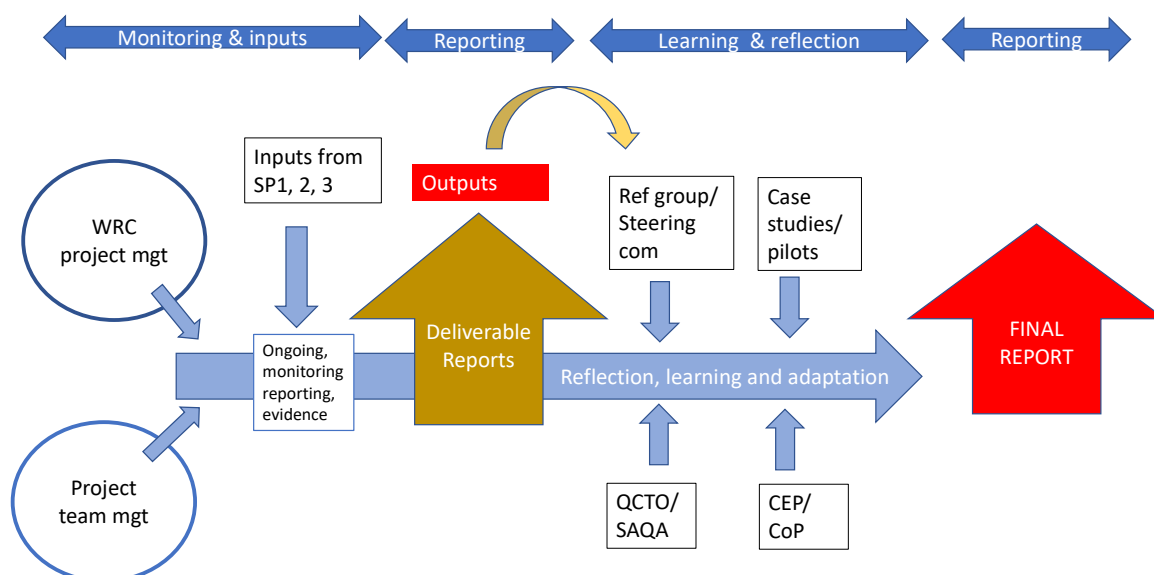 Monitoring & inputs
Reporting
Learning & reflection
Reporting
Inputs from
SP1, 2, 3
Outputs
Ref group/
Steering
com
Case
studies/
pilots
WRC
project mgt
Ongoing,
monitoring
reporting,
evidence
Deliverable
Reports
Reflection, learning and adaptation
FINAL
REPORT
Project
team mgt
QCTO/
SAQA
CEP/
CoP